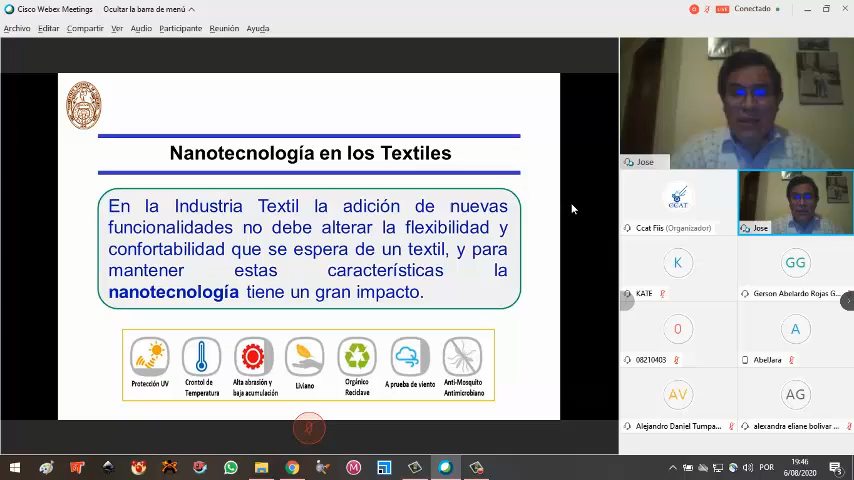 Cisco Webex Meetings
Ocultar la barra de menú
LIVE
Conectado
Archivo Editar Compartir Ver Audio Participante Reunión Ayuda
Nanotecnología en los Textiles
En la Industria Textil la adición de nuevas
funcionalidades no debe alterar la flexibilidad y
confortabilidad que se espera de un textil, y para
mantener estas características la
nanotecnología tiene un gran impacto.
Protección UV
Crontol de
Temperatura
Alta abrasión y
baja acumulación
Liviano
Orgánico
Reciclave
A prueba de viento
Anti-Mosquito
Antimicrobiano
Jose
CCAT
Ccat Fiis (Organizador)
Jose
K
KATE
GG
Gerson Abelardo Rojas G...
0
08210403
A
AbelJara
AV
Alejandro Daniel Tumpa...
AG
alexandra eliane bolivar ...
POR
19:46
6/08/2020
3